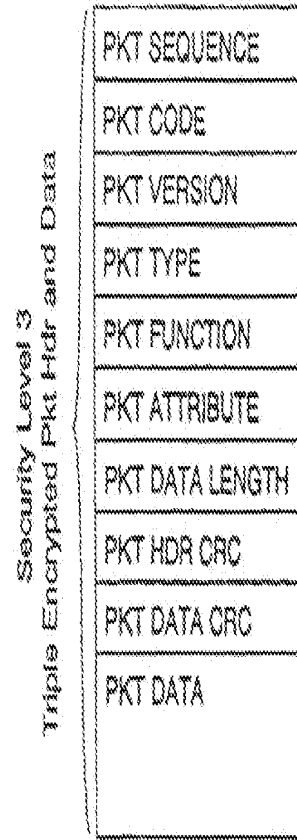 Security Level 3
Triple Encrypted Pkt Hdr and Data
PKT SEQUENCE
PKT CODE
PKT VERSION
PKT TYPE
PKT FUNCTION
PKT ATTRIBUTE
PKT DATA LENGTH
PKT HDR CRC
PKT DATA CRC
PKT DATA